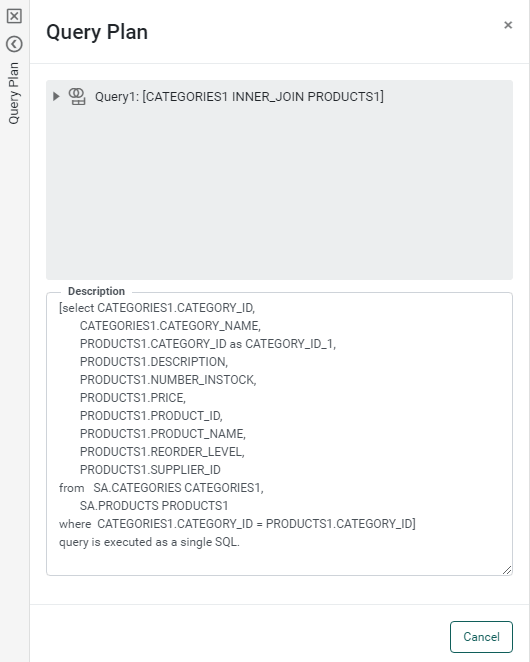 Query Plan
Query Plan
×
Query1: [CATEGORIES1 INNER_JOIN PRODUCTS1]
Description
[select CATEGORIES1.CATEGORY_ID,
CATEGORIES1.CATEGORY_NAME,
PRODUCTS1.CATEGORY_ID as CATEGORY_ID_1,
PRODUCTS1.DESCRIPTION,
PRODUCTS1.NUMBER_INSTOCK,
PRODUCTS1.PRICE,
PRODUCTS1.PRODUCT_ID,
PRODUCTS1.PRODUCT_NAME,
PRODUCTS1.REORDER_LEVEL,
PRODUCTS1.SUPPLIER_ID
from SA.CATEGORIES CATEGORIES1,
SA.PRODUCTS PRODUCTS1
where CATEGORIES1.CATEGORY_ID = PRODUCTS1.CATEGORY_ID]
query is executed as a single SQL.
Cancel